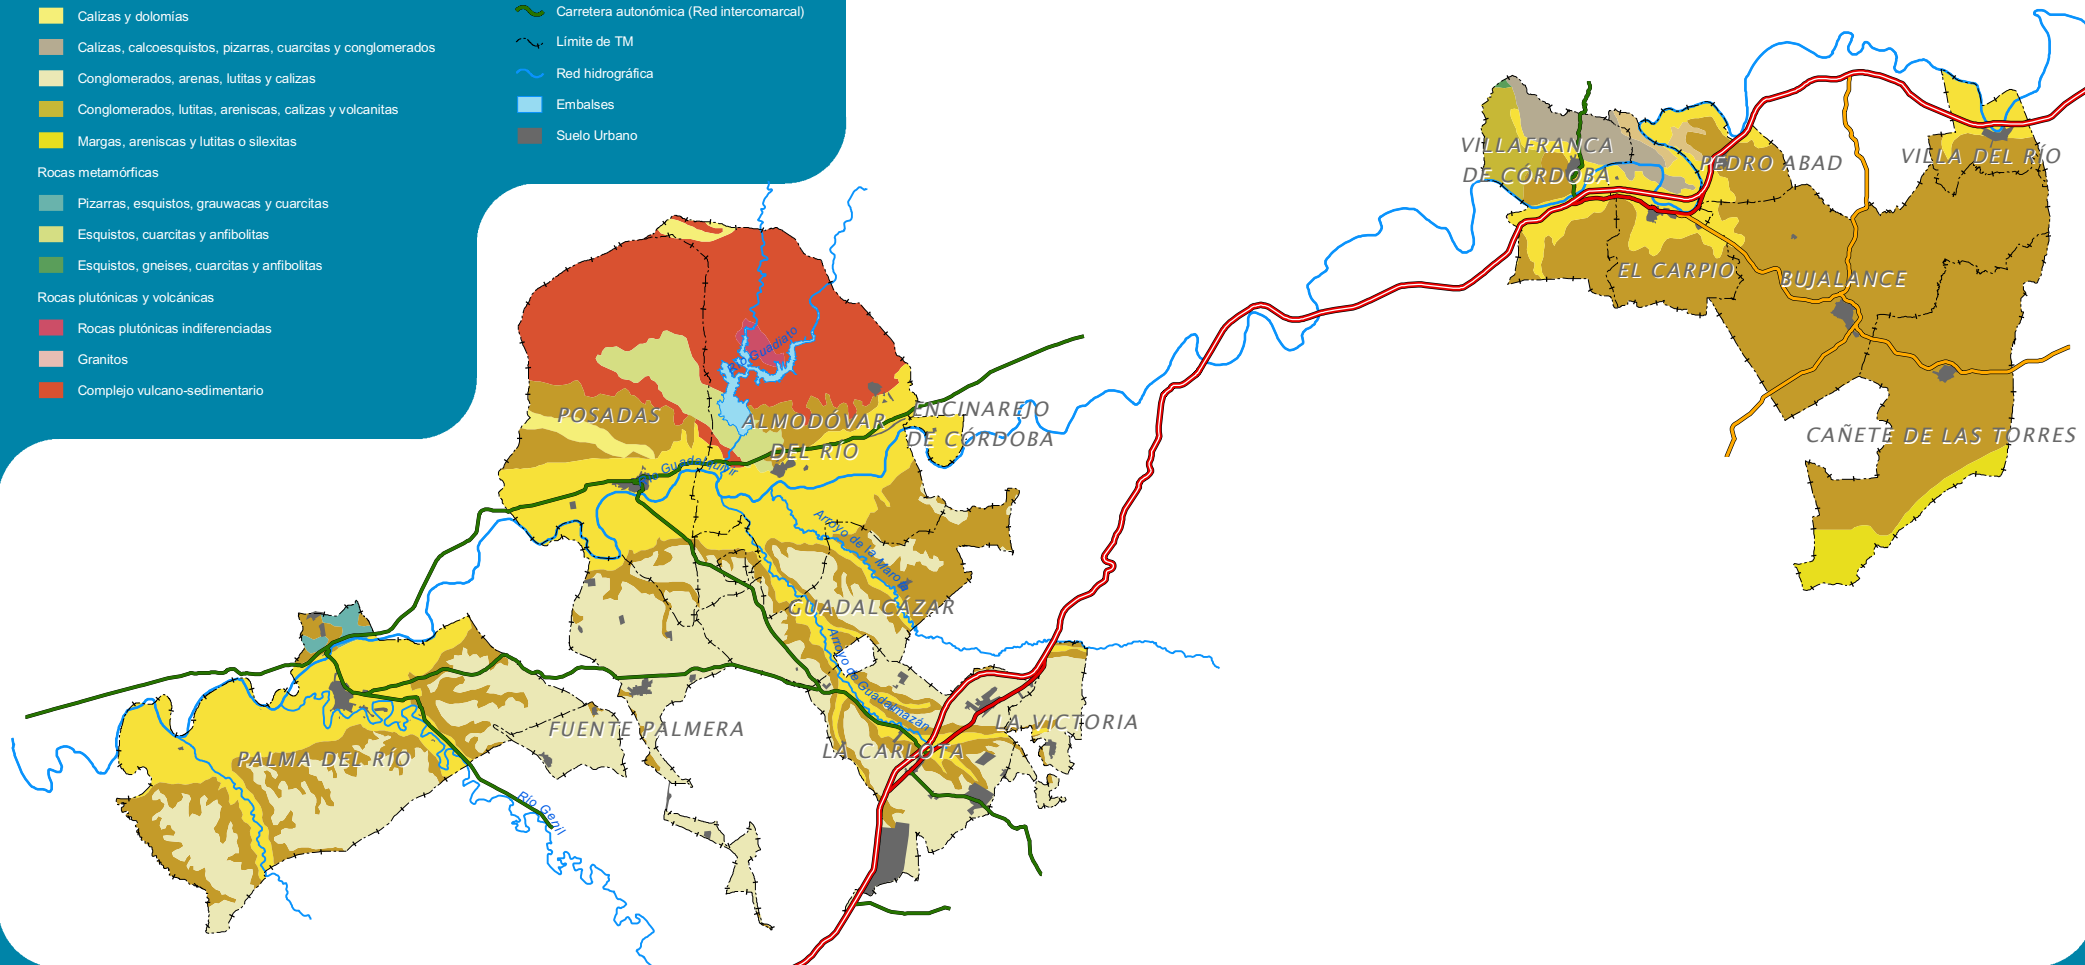 Calizas y dolomías
Calizas, calcoesquistos, pizarras, cuarcitas y conglomerados
Conglomerados, arenas, lutitas y calizas
Conglomerados, lutitas, areniscas, calizas y volcanitas
Margas, areniscas y lutitas o silexitas
Rocas metamórficas
Pizarras, esquistos, grauwacas y cuarcitas
Esquistos, cuarcitas y anfibolitas
Esquistos, gneises, cuarcitas y anfibolitas
Rocas plutónicas y volcánicas
Rocas plutónicas indiferenciadas
Granitos
Complejo vulcano-sedimentario
Carretera autonómica (Red intercomarcal)
Límite de TM
Red hidrográfica
Embalses
Suelo Urbano
VILLAFRANCA
DE CÓRDOBA
PEDRO ABAD
VILLA DEL RÍO
EL CARPIO
BUJALANCE
CAÑETE DE LAS TORRES
Río Guadiato
POSADAS
ALMODÓVAR
DEL RÍO
ENCINAREJO
DE CÓRDOBA
Río Guadalquivir
Arroyo de la Marota
GUADALCÁZAR
Arroyo de Guadalmazán
FUENTE PALMERA
LA VICTORIA
LA CARLOTA
PALMA DEL RÍO
Río Genil